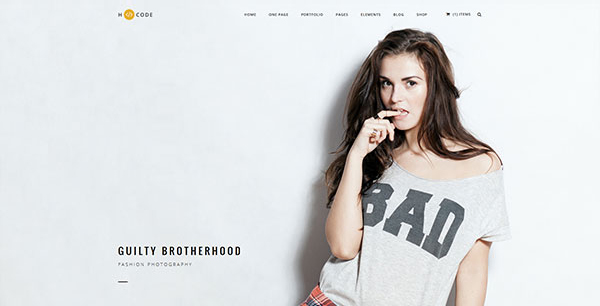 H </> CODE
HOME ONE PAGE PORTFOLIO PAGES ELEMENTS BLOG SHOP (1) ITEMS
BAD
GUILTY BROTHERHOOD
FASHION PHOTOGRAPHY